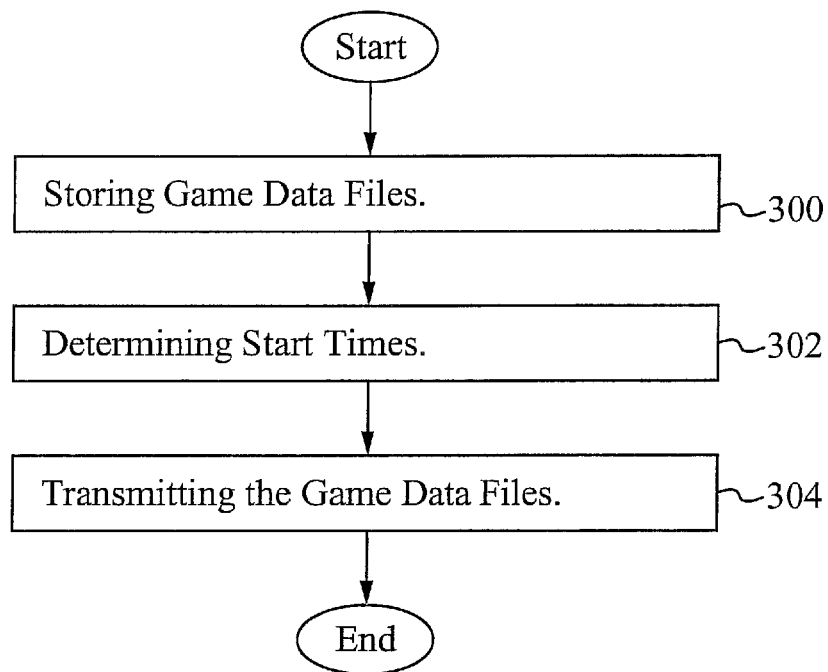 Start
Storing Game Data Files.
300
Determining Start Times.
302
Transmitting the Game Data Files.
304
End